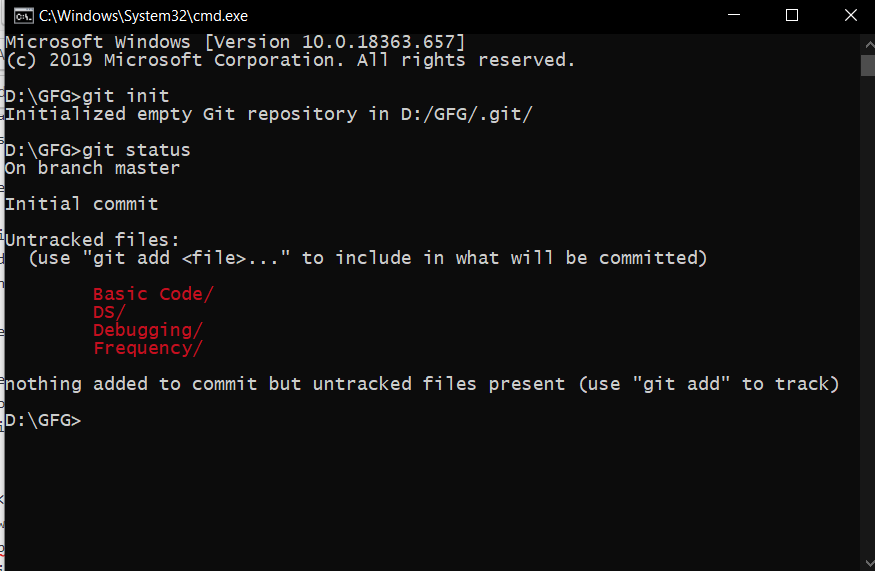 C:\Windows\System32\cmd.exe
Microsoft Windows [Version 10.0.18363.657]
(c) 2019 Microsoft Corporation. All rights reserved.
D:\GFG>git init
Initialized empty Git repository in D:/GFG/.git/
D:\GFG>git status
On branch master
Initial commit
Untracked files:
(use "git add <file>..." to include in what will be committed)
Basic Code/
DS/
Debugging/
Frequency/
nothing added to commit but untracked files present (use "git add" to track)
D:\GFG>